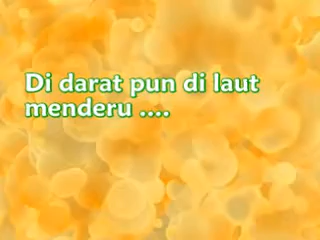 Di darat pun di laut
menderu ....